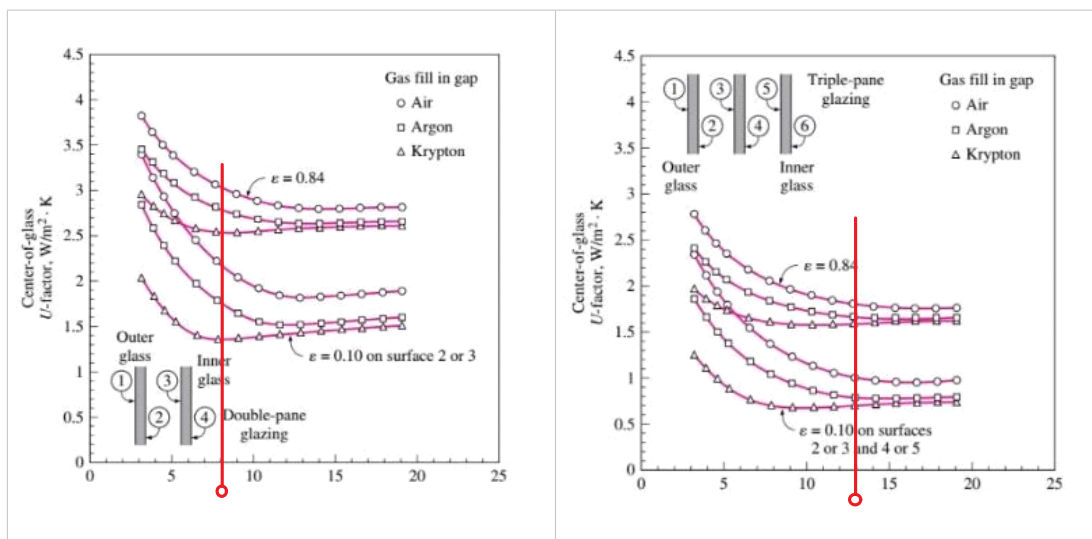 4.5
4
3.5
3
2.5
2
1.5
1
0.5
0
0
5
10
15
20
25
Center-of-glass
U-factor, W/m² · K
Gas fill in gap
Air
Argon
Krypton
ε = 0.84
ε = 0.10 on surface 2 or 3
Outer
glass
Inner
glass
1
3
2
4
Double-pane
glazing
4.5
4
3.5
3
2.5
2
1.5
1
0.5
0
0
5
10
15
20
25
Center-of-glass
U-factor, W/m² · K
1
3
5
2
4
6
Triple-pane
glazing
Outer
glass
Inner
glass
Gas fill in gap
Air
Argon
Krypton
ε = 0.84
ε = 0.10 on surfaces
2 or 3 and 4 or 5